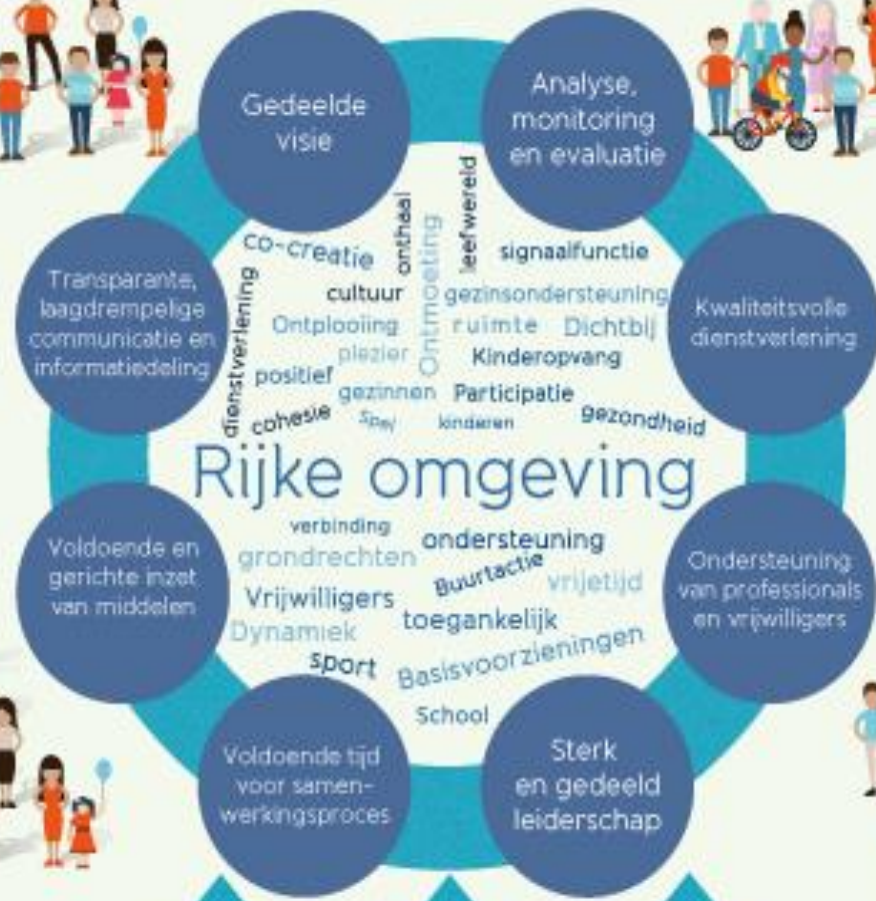 Gedeelde
visie
Analyse,
monitoring
en evaluatie
Transparante,
laagdrempelige
communicatie en
informatiedeling
Kwaliteitsvolle
dienstverlening
co-creatie
onthaal
Ontmoeting
leefwereld
signaalfunctie
dienstverlening
cultuur
gezinsondersteuning
Ontplooiing
ruimte
Dichtbij
plezier
Kinderopvang
positief
gezinnen
Participatie
cohesie
spel
kinderen
gezondheid
Rijke omgeving
verbinding
ondersteuning
grondrechten
Buurtactie
vrijetijd
Vrijwilligers
toegankelijk
Dynamiek
sport
Basisvoorzieningen
School
Voldoende en
gerichte inzet
van middelen
Ondersteuning
van professionals
en vrijwilligers
Voldoende tijd
voor samen-
werkingsproces
Sterk
en gedeeld
leiderschap